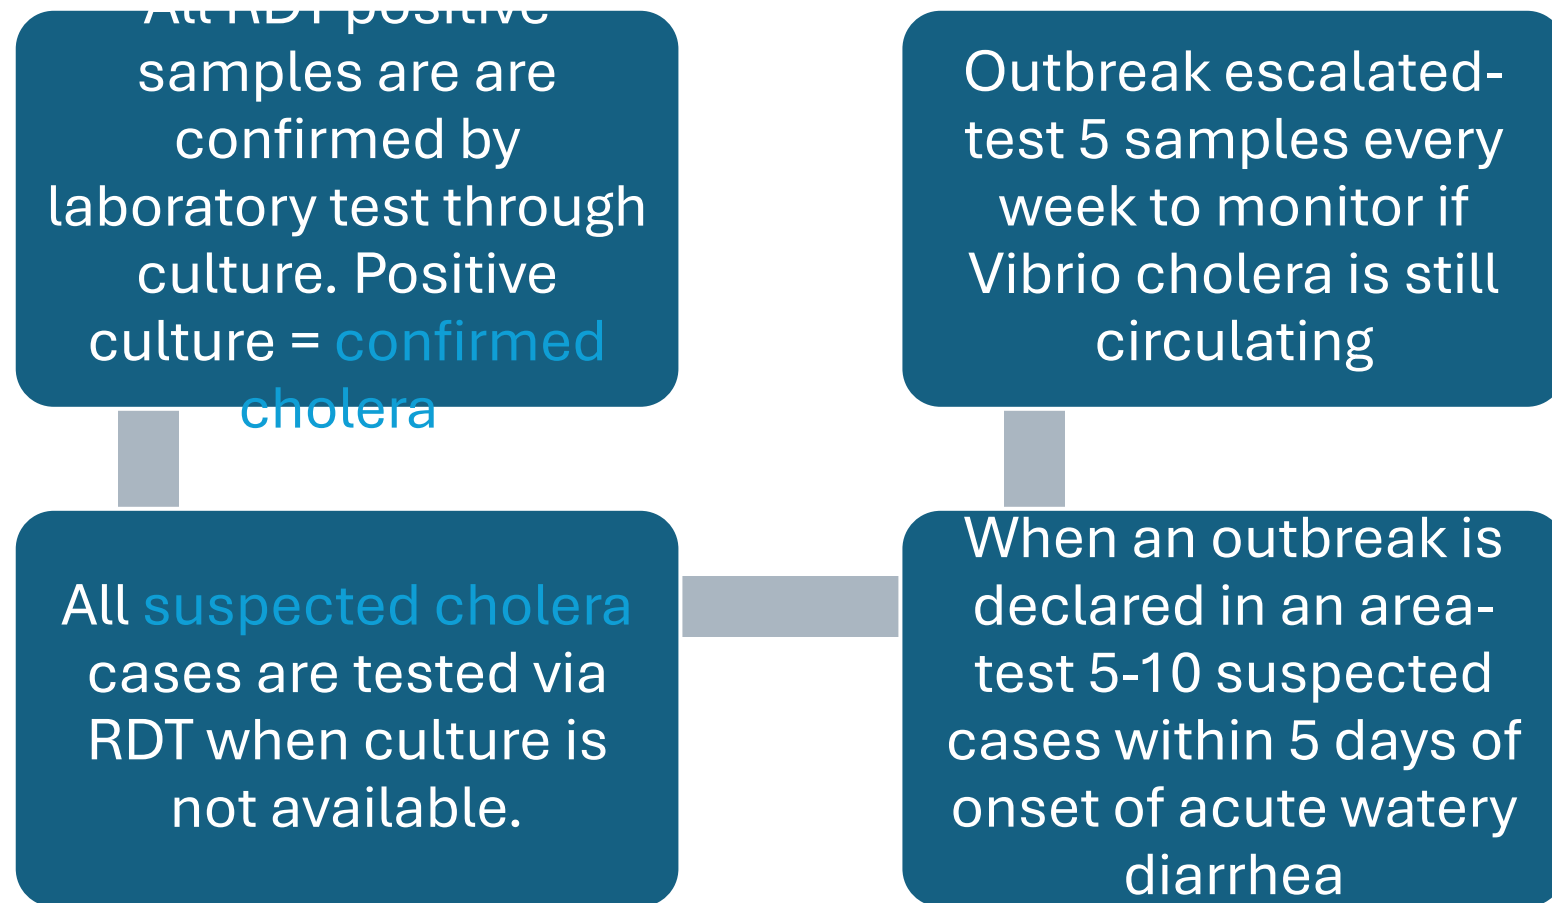 All RDT positive
samples are are
confirmed by
laboratory test through
culture. Positive
culture = confirmed
cholera
All suspected cholera
cases are tested via
RDT when culture is
not available.
When an outbreak is
declared in an area-
test 5-10 suspected
cases within 5 days of
onset of acute watery
diarrhea
Outbreak escalated-
test 5 samples every
week to monitor if
Vibrio cholera is still
circulating